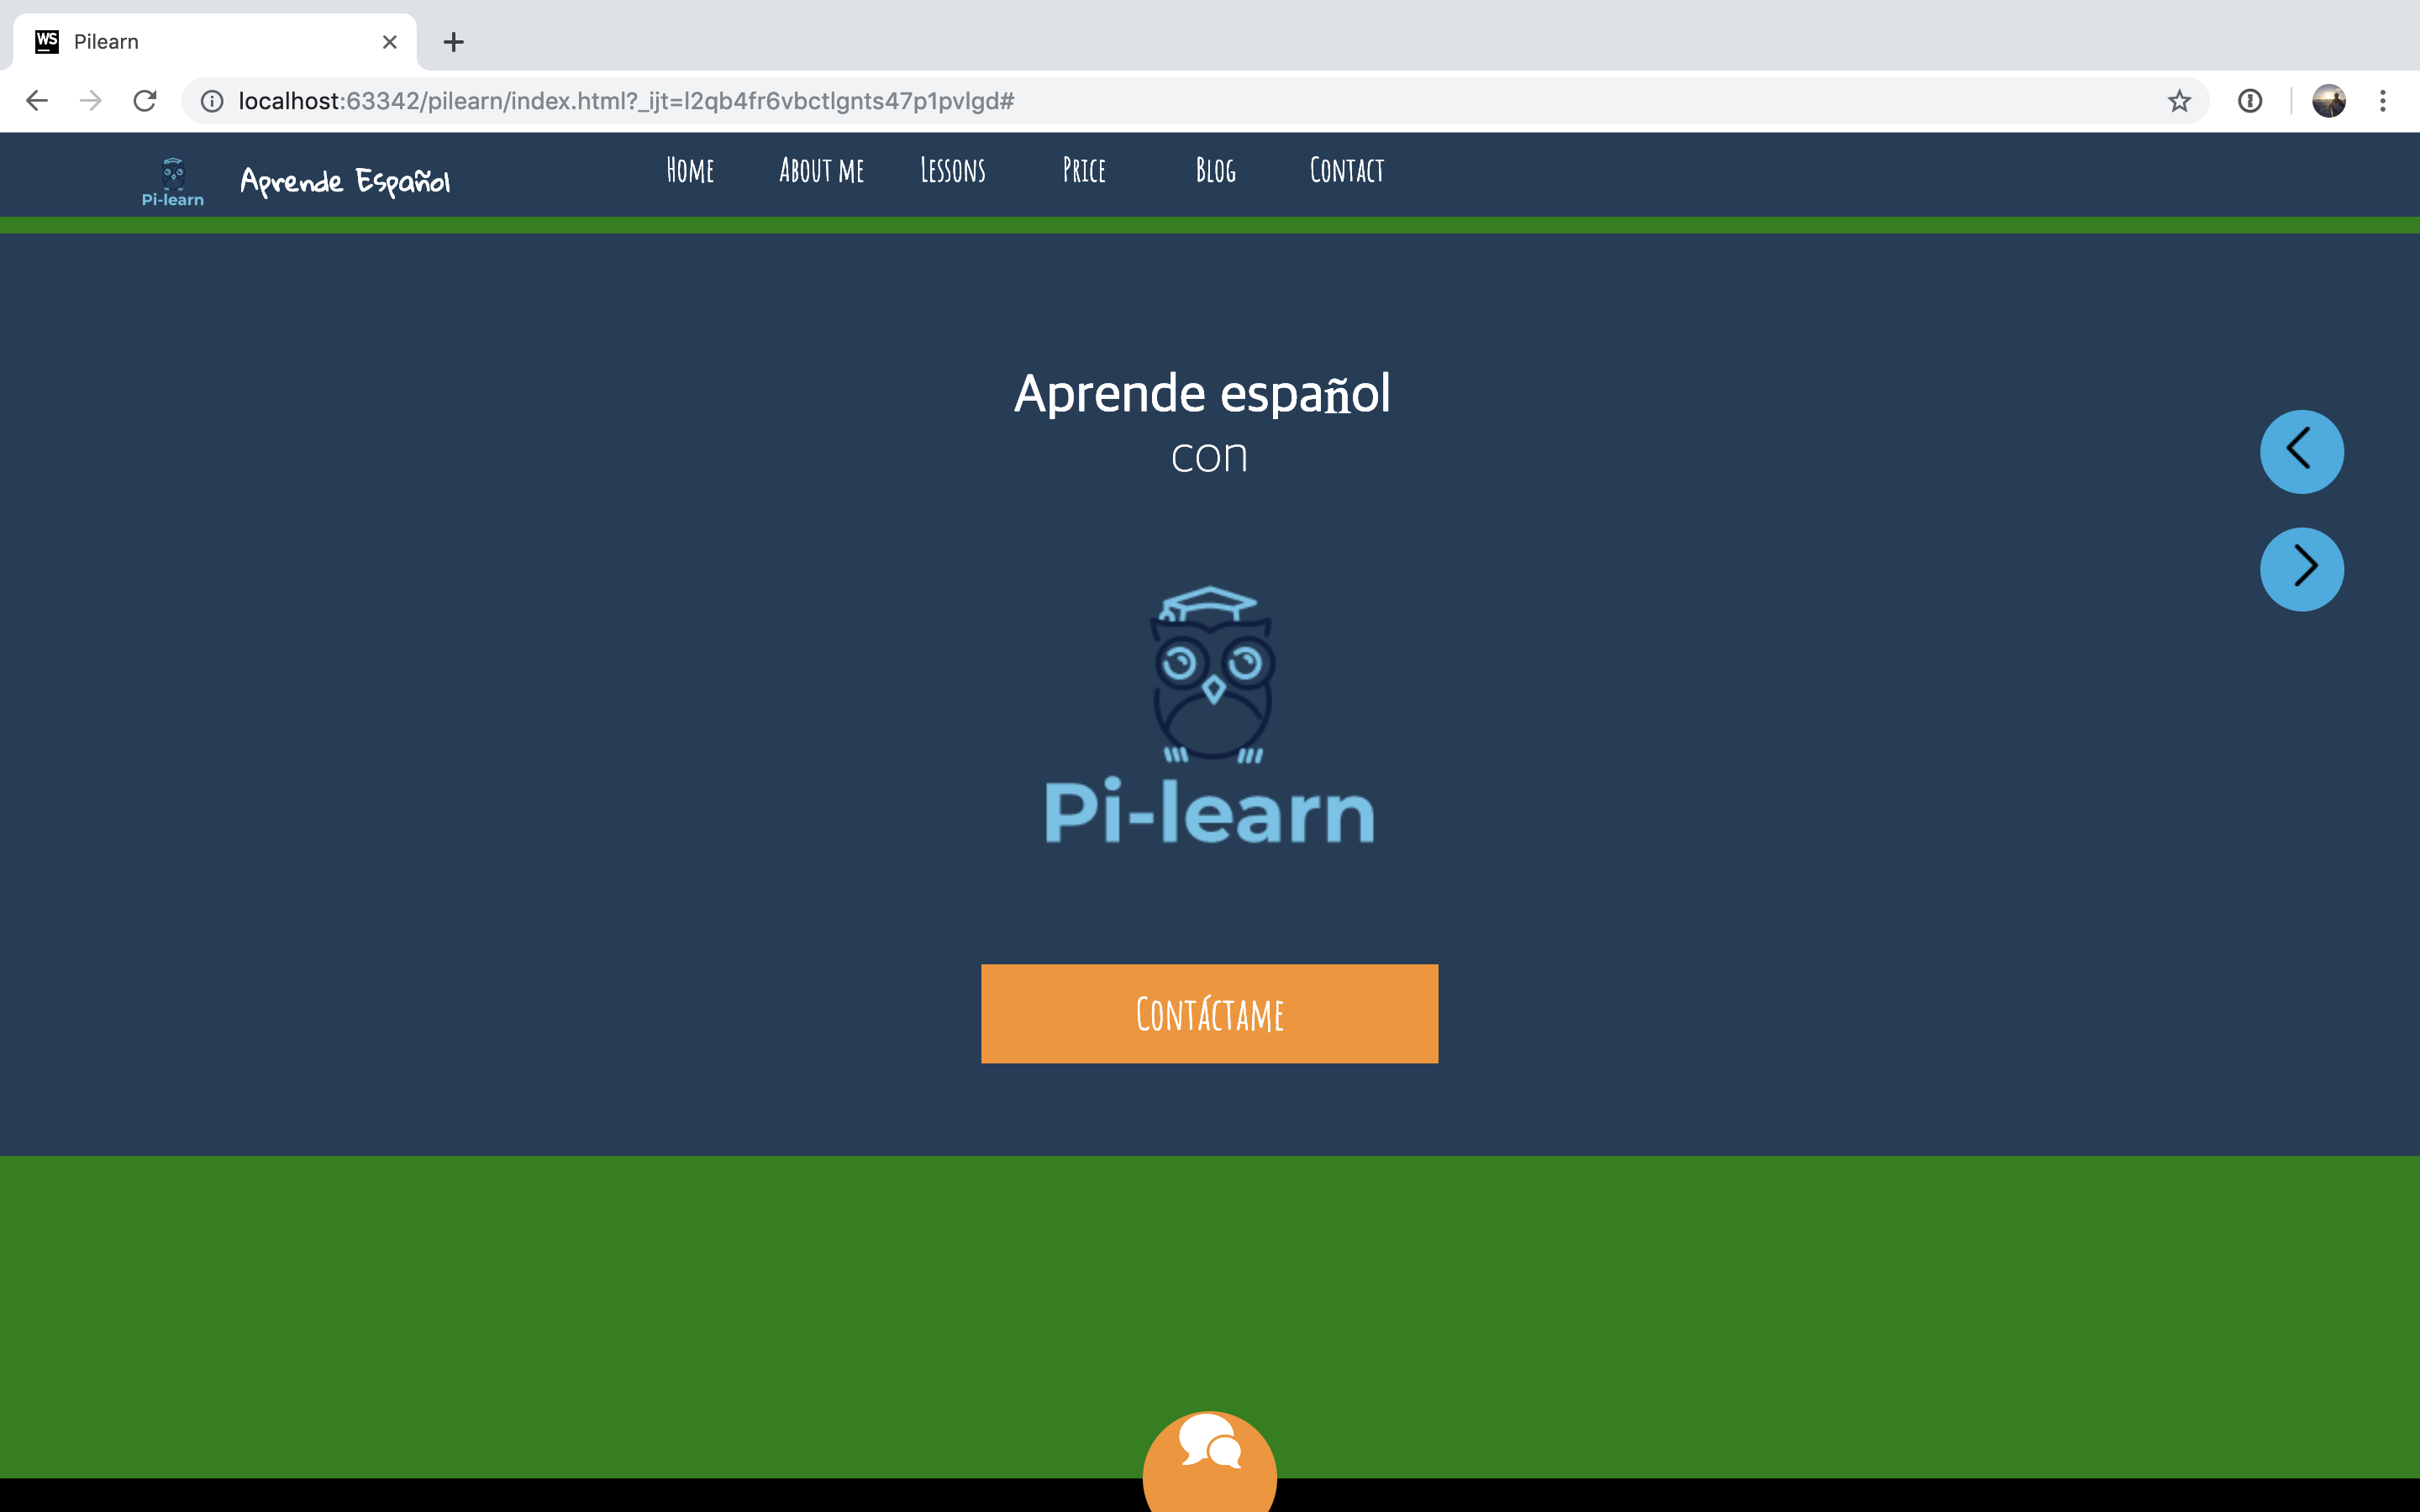 WS Pilearn
localhost:63342/pilearn/index.html?_ijt=l2qb4fr6vbctlgnts47p1pvlgd#
Pi-learn
Aprende Español
Home About me Lessons Price Blog Contact
Aprende español
con
Pi-learn
Contáctame